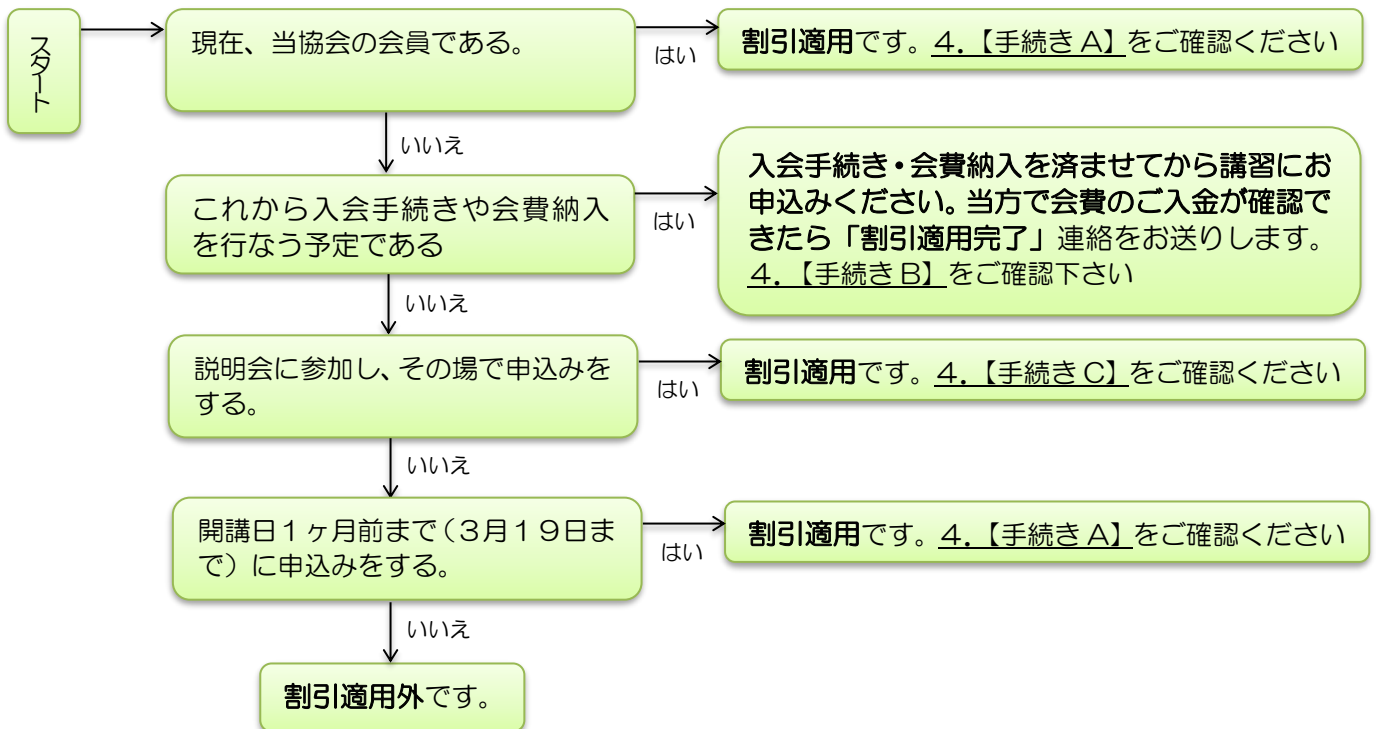 スタート
現在、当協会の会員である。
はい
割引適用です。４．【手続きＡ】をご確認ください
いいえ
これから入会手続きや会費納入
を行なう予定である
はい
入会手続き・会費納入を済ませてから講習にお
申込みください。当方で会費のご入金が確認で
きたら「割引適用完了」連絡をお送りします。
４．【手続きＢ】をご確認下さい
いいえ
説明会に参加し、その場で申込みを
する。
はい
割引適用です。４．【手続きＣ】をご確認ください
いいえ
開講日１ヶ月前まで（３月１９日ま
で）に申込みをする。
はい
割引適用です。４．【手続きＡ】をご確認ください
いいえ
割引適用外です。